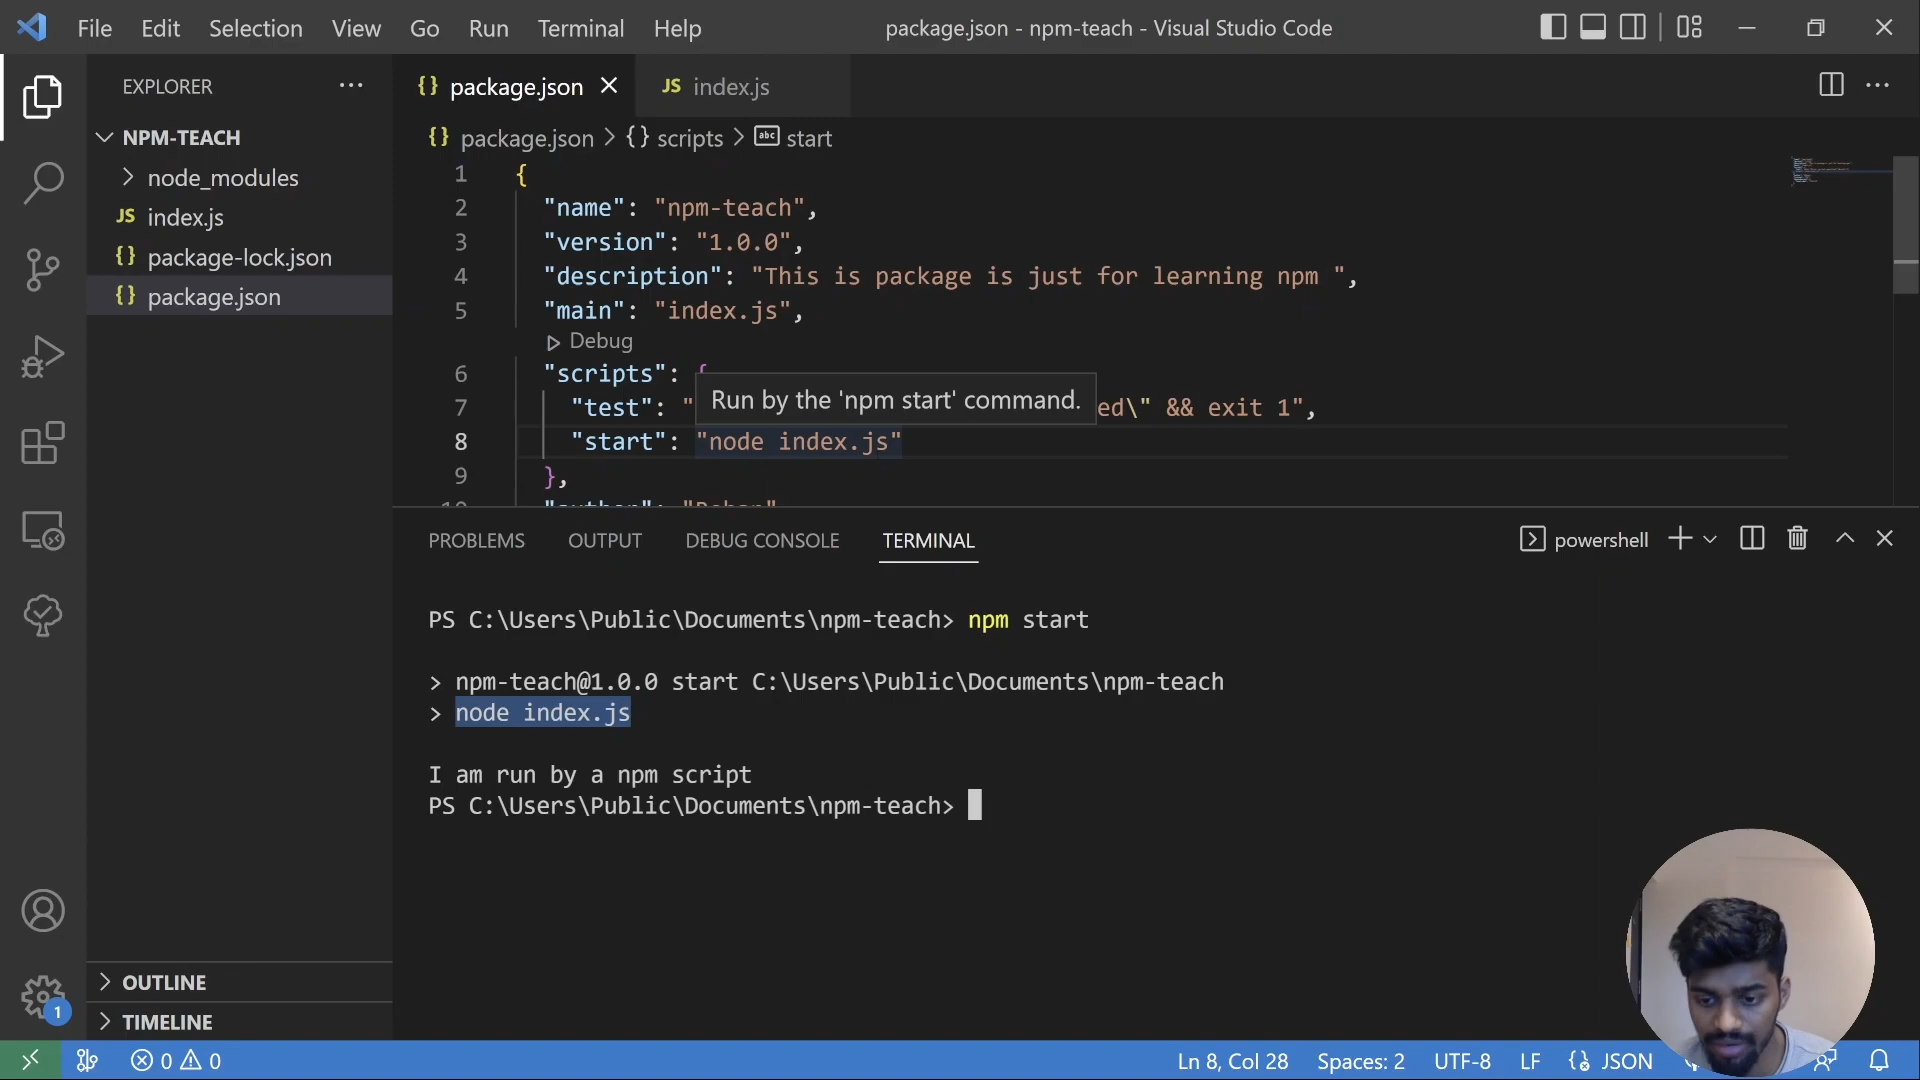 File Edit Selection View Go Run Terminal Help
package.json - npm-teach - Visual Studio Code
EXPLORER
NPM-TEACH
node_modules
JS index.js
{} package-lock.json
{} package.json
OUTLINE
TIMELINE
{} package.json
JS index.js
{} package.json > {} scripts > abc start
1 {
2 "name": "npm-teach",
3 "version": "1.0.0",
4 "description": "This is package is just for learning npm ",
5 "main": "index.js",
Debug
6 "scripts": {
Run by the 'npm start' command.
7 "test": " ed\" && exit 1",
8 "start": "node index.js"
9 },
PROBLEMS OUTPUT DEBUG CONSOLE TERMINAL
powershell
PS C:\Users\Public\Documents\npm-teach> npm start
> npm-teach@1.0.0 start C:\Users\Public\Documents\npm-teach
> node index.js
I am run by a npm script
PS C:\Users\Public\Documents\npm-teach>
1
0 0
Ln 8, Col 28 Spaces: 2 UTF-8 LF {} JSON